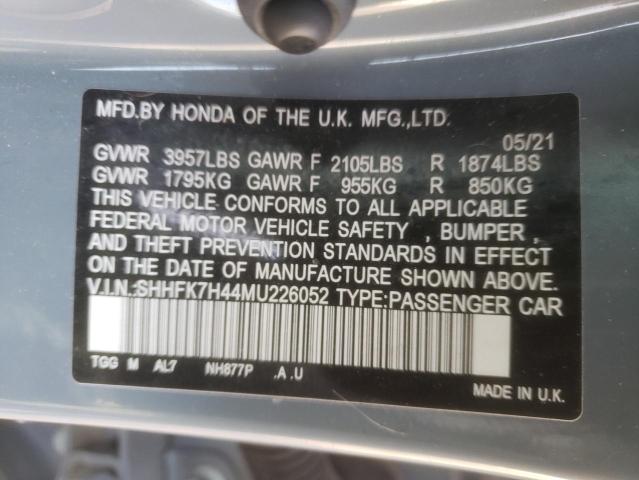 MFD.BY HONDA OF THE U.K. MFG.,LTD.
05/21
GVWR 3957LBS GAWR F 2105LBS R 1874LBS
GVWR 1795KG GAWR F 955KG R 850KG
THIS VEHICLE CONFORMS TO ALL APPLICABLE
FEDERAL MOTOR VEHICLE SAFETY , BUMPER ,
AND THEFT PREVENTION STANDARDS IN EFFECT
ON THE DATE OF MANUFACTURE SHOWN ABOVE.
V.I.N.:SHHFK7H44MU226052 TYPE:PASSENGER CAR
TGG M AL7 NH877P .A .U
MADE IN U.K.